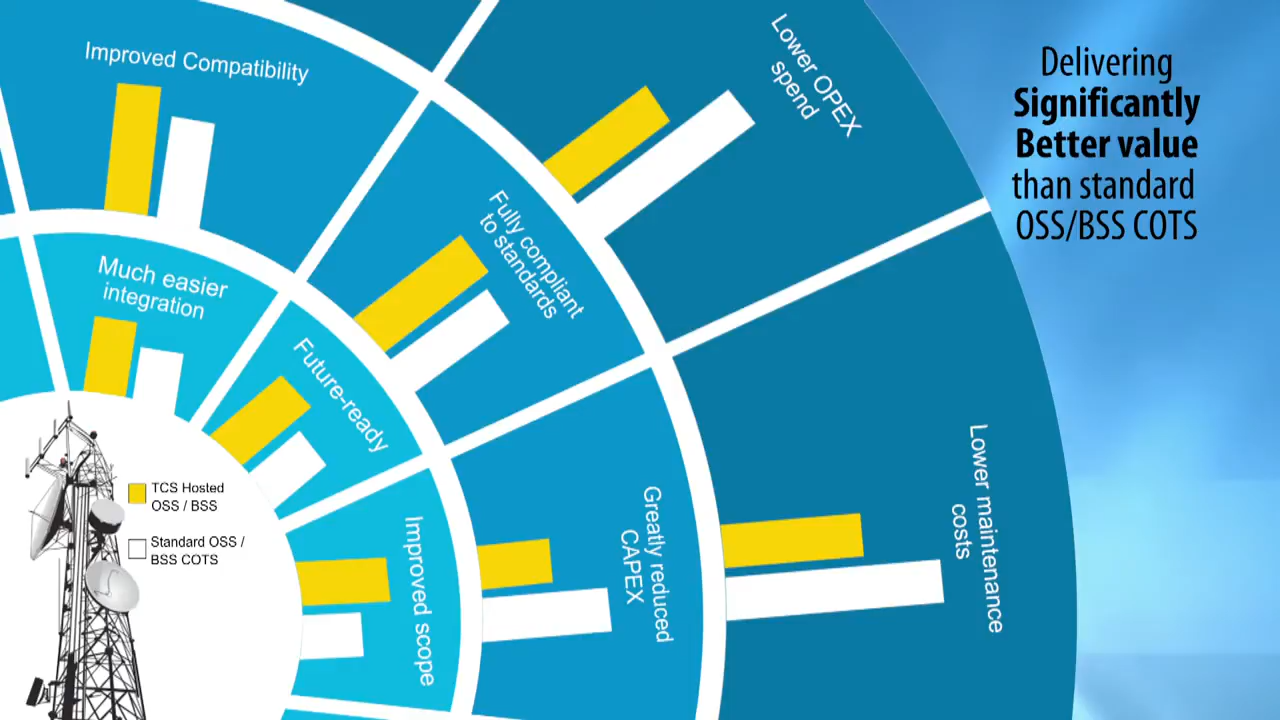 Delivering
Significantly
Better value
than standard
OSS/BSS COTS
Improved Compatibility
Lower OPEX
spend
Fully compliant
to standards
Much easier
integration
Future-ready
Lower maintenance
costs
Greatly reduced
CAPEX
Improved scope
TCS Hosted
OSS / BSS
Standard OSS /
BSS COTS